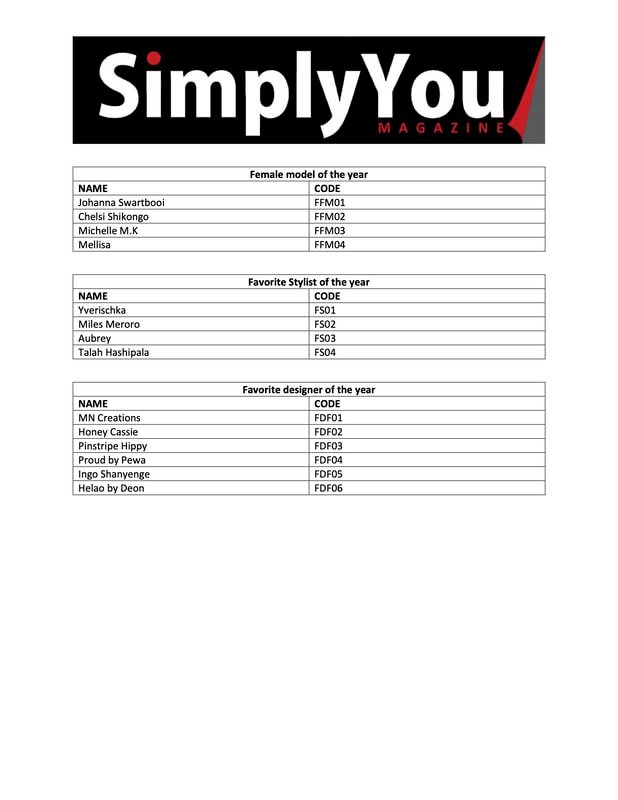 SimplyYou
MAGAZINE
Female model of the year
NAME CODE
Johanna Swartbooi FFM01
Chelsi Shikongo FFM02
Michelle M.K FFM03
Mellisa FFM04
Favorite Stylist of the year
NAME CODE
Yverischka FS01
Miles Meroro FS02
Aubrey FS03
Talah Hashipala FS04
Favorite designer of the year
NAME CODE
MN Creations FDF01
Honey Cassie FDF02
Pinstripe Hippy FDF03
Proud by Pewa FDF04
Ingo Shanyenge FDF05
Helao by Deon FDF06